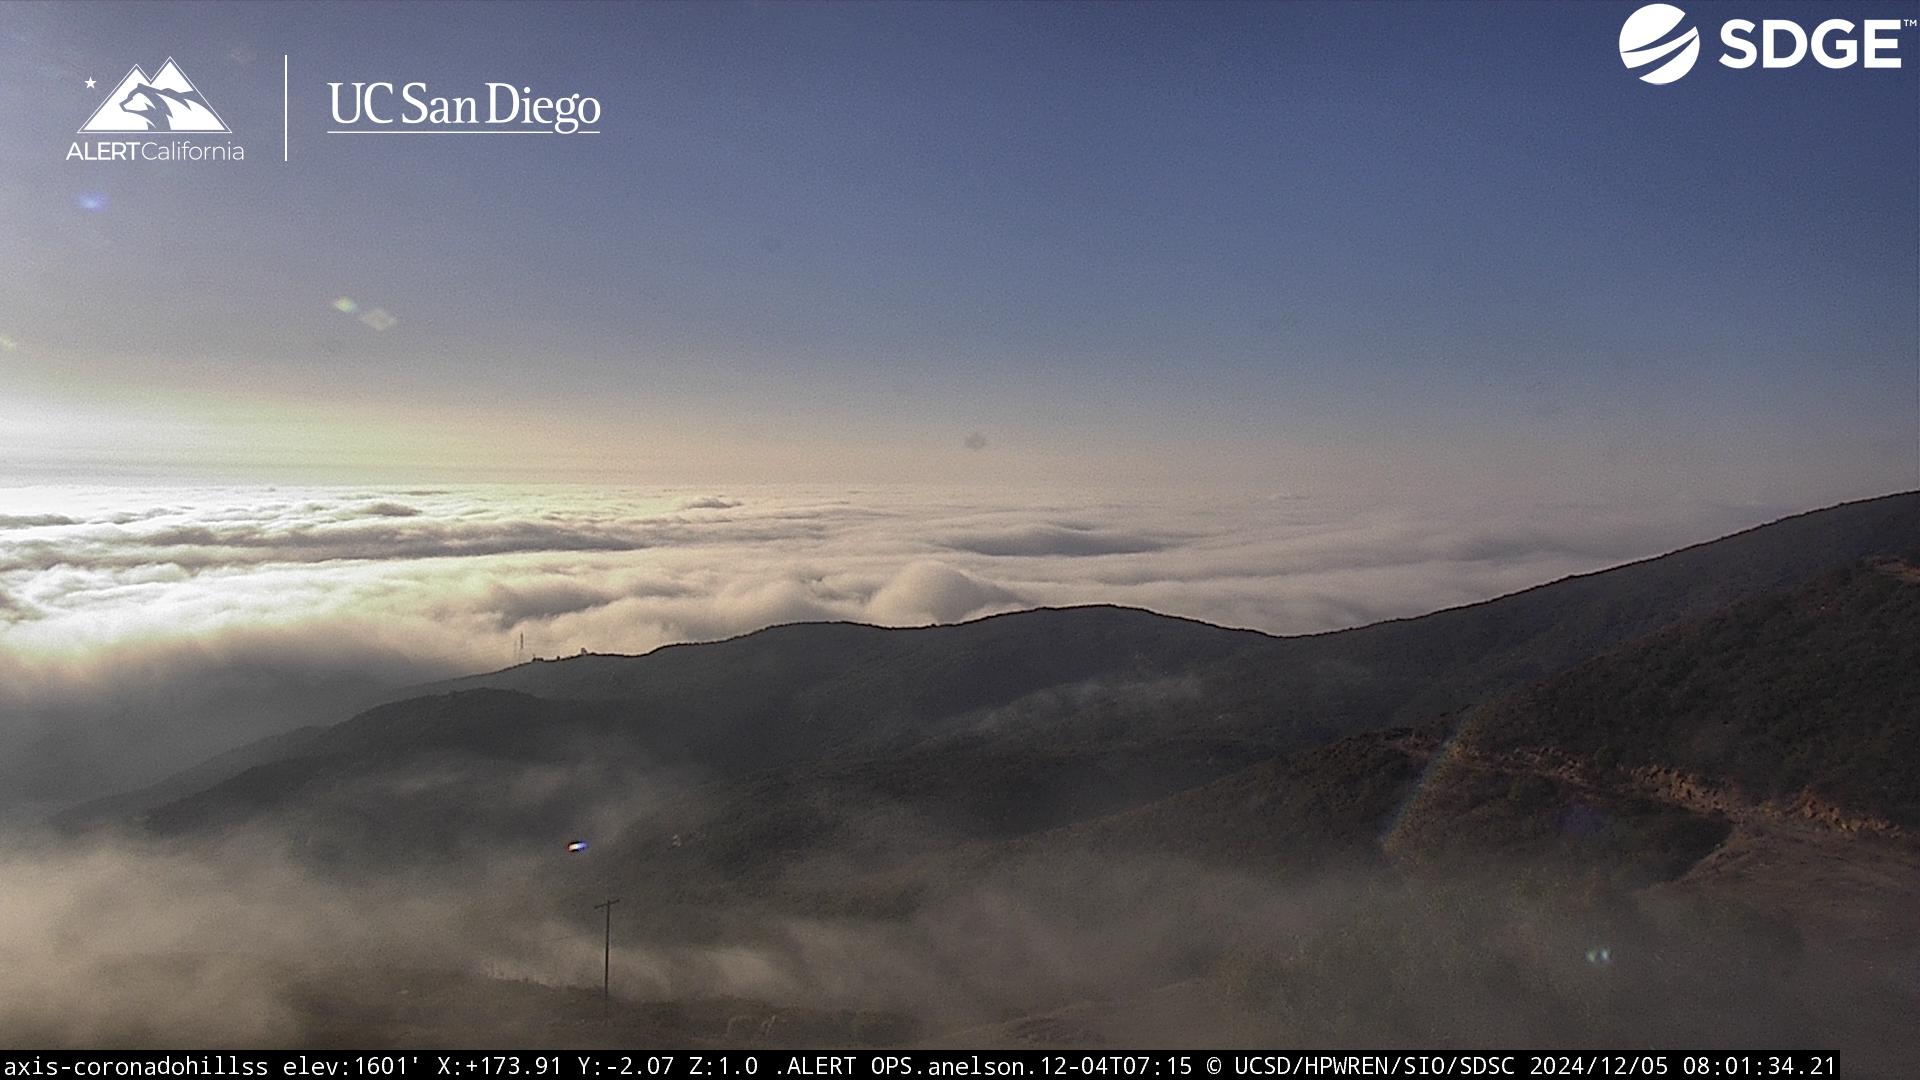 ALERTCalifornia
UC San Diego
SDGE™
axis-coronadohillss elev:1601' X:+173.91 Y:-2.07 Z:1.0 .ALERT OPS.anelson.12-04T07:15 © UCSD/HPWREN/SIO/SDSC 2024/12/05 08:01:34.21